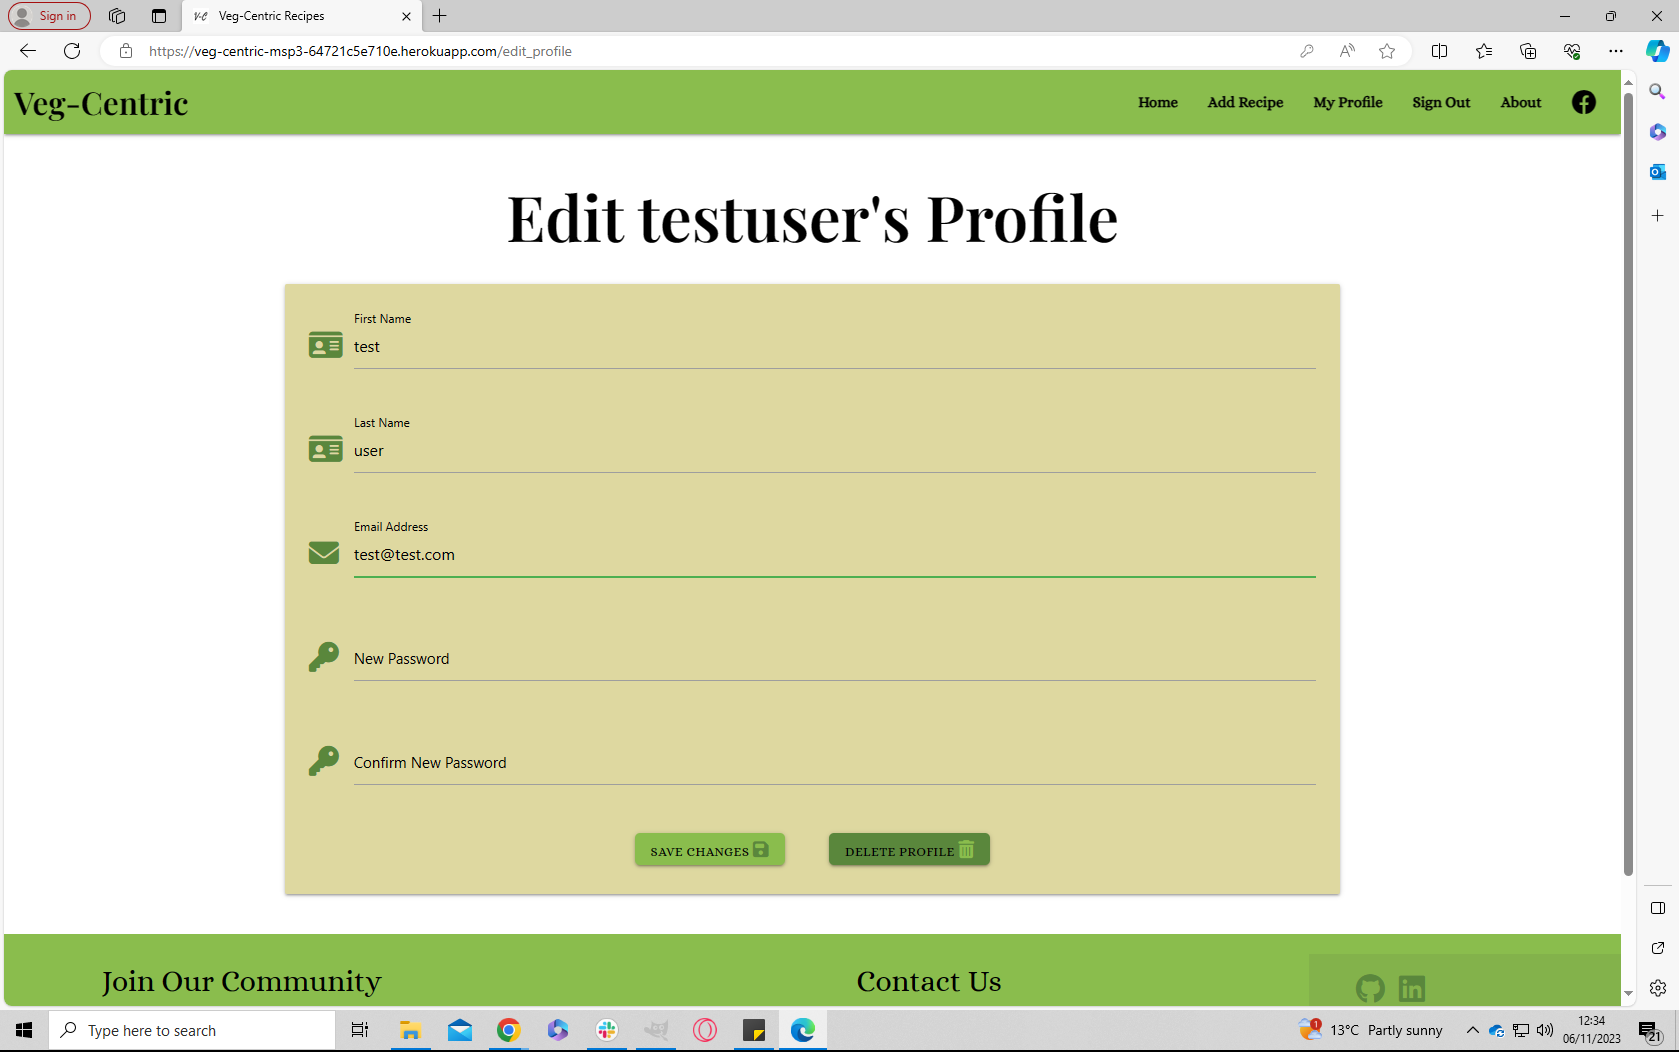 Sign in
Veg-Centric Recipes
https://veg-centric-msp3-64721c5e710e.herokuapp.com/edit_profile
Veg-Centric
Home Add Recipe My Profile Sign Out About
Edit testuser's Profile
First Name
test
Last Name
user
Email Address
test@test.com
New Password
Confirm New Password
SAVE CHANGES
DELETE PROFILE
Join Our Community
Contact Us
Type here to search
1
13°C Partly sunny
12:34
06/11/2023
21